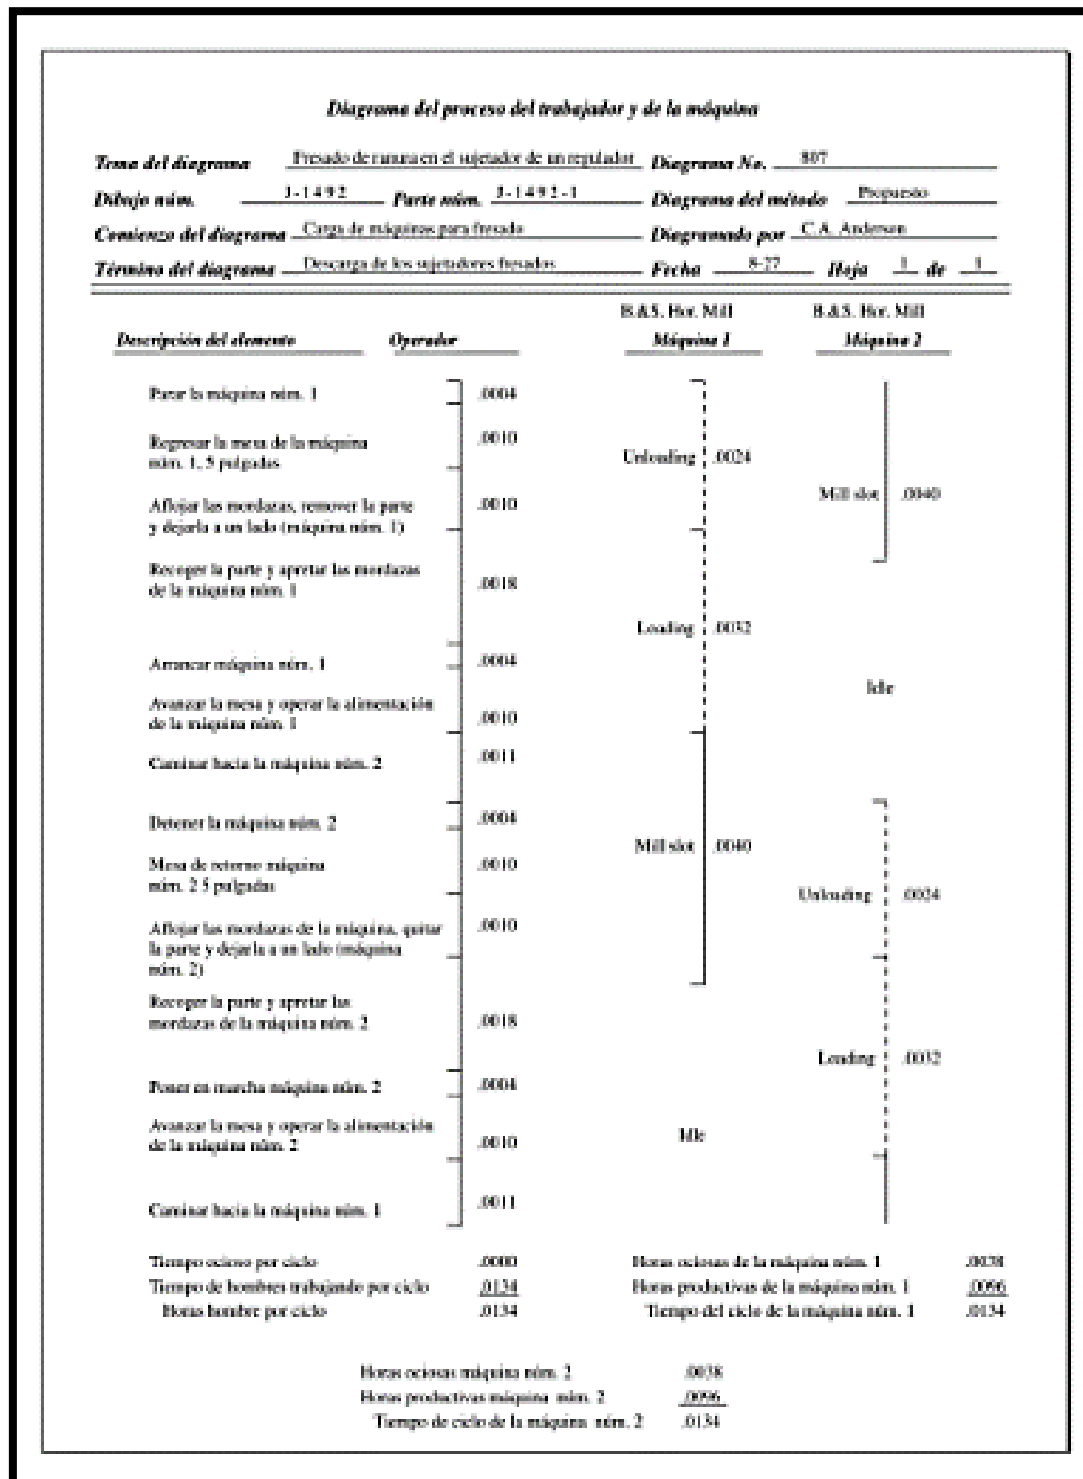 Diagrama del proceso del trabajador y de la máquina
Tema del diagrama Fresado de ranura en el sujetador de un regulador Diagrama No. 807
Dibujo núm. J-1492 Parte núm. J-1492-1 Diagrama del método Propuesto
Comienzo del diagrama Carga de máquinas para fresado Diagramado por C.A. Anderson
Término del diagrama Descarga de los sujetadores fresados Fecha 8-27 Hoja 1 de 1
B.&S. Hor. Mill B.&S. Hor. Mill
Descripción del elemento Operador Máquina 1 Máquina 2
Parar la máquina núm. 1 .0004
Regresar la mesa de la máquina .0010
núm. 1, 5 pulgadas
Unloading .0024
Mill slot .0040
Aflojar las mordazas, remover la parte .0010
y dejarla a un lado (máquina núm. 1)
Recoger la parte y apretar las mordazas .0018
de la máquina núm. 1
Loading .0032
Arrancar máquina núm. 1 .0004
Idle
Avanzar la mesa y operar la alimentación .0010
de la máquina núm. 1
Caminar hacia la máquina núm. 2 .0011
Detener la máquina núm. 2 .0004
Mill slot .0040
Mesa de retorno máquina .0010
núm. 2 5 pulgadas
Unloading .0024
Aflojar las mordazas de la máquina, quitar .0010
la parte y dejarla a un lado (máquina
núm. 2)
Recoger la parte y apretar las .0018
mordazas de la máquina núm. 2
Loading .0032
Poner en marcha máquina núm. 2 .0004
Avanzar la mesa y operar la alimentación .0010
de la máquina núm. 2
Idle
Caminar hacia la máquina núm. 1 .0011
Tiempo ocioso por ciclo .0000 Horas ociosas de la máquina núm. 1 .0038
Tiempo de hombres trabajando por ciclo .0134 Horas productivas de la máquina núm. 1 .0096
Horas hombre por ciclo .0134 Tiempo del ciclo de la máquina núm. 1 .0134
Horas ociosas máquina núm. 2 .0038
Horas productivas máquina núm. 2 .0096
Tiempo de ciclo de la máquina núm. 2 .0134